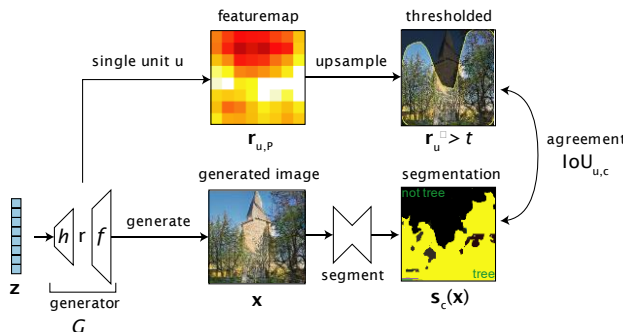 featuremap
thresholded
single unit u
upsample
r u,P
r u □ > t
agreement
IoU u,c
generated image
segmentation
not tree
h r f
generate
segment
tree
z
generator
x
s c (x)
G